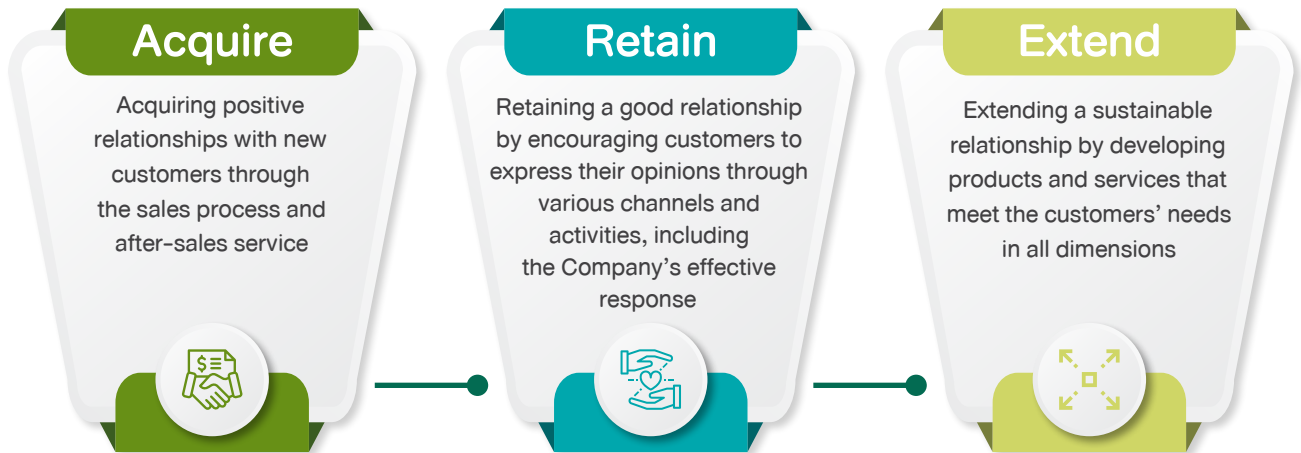 Acquire
Acquiring positive
relationships with new
customers through
the sales process and
after-sales service
$
Retain
Retaining a good relationship
by encouraging customers to
express their opinions through
various channels and
activities, including
the Company's effective
response
Extend
Extending a sustainable
relationship by developing
products and services that
meet the customers' needs
in all dimensions